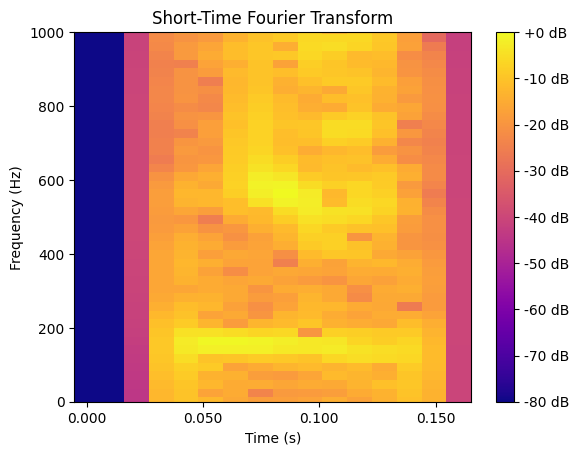 Short-Time Fourier Transform
1000
800
600
400
200
0
Frequency (Hz)
0.000
0.050
0.100
0.150
Time (s)
+0 dB
-10 dB
-20 dB
-30 dB
-40 dB
-50 dB
-60 dB
-70 dB
-80 dB